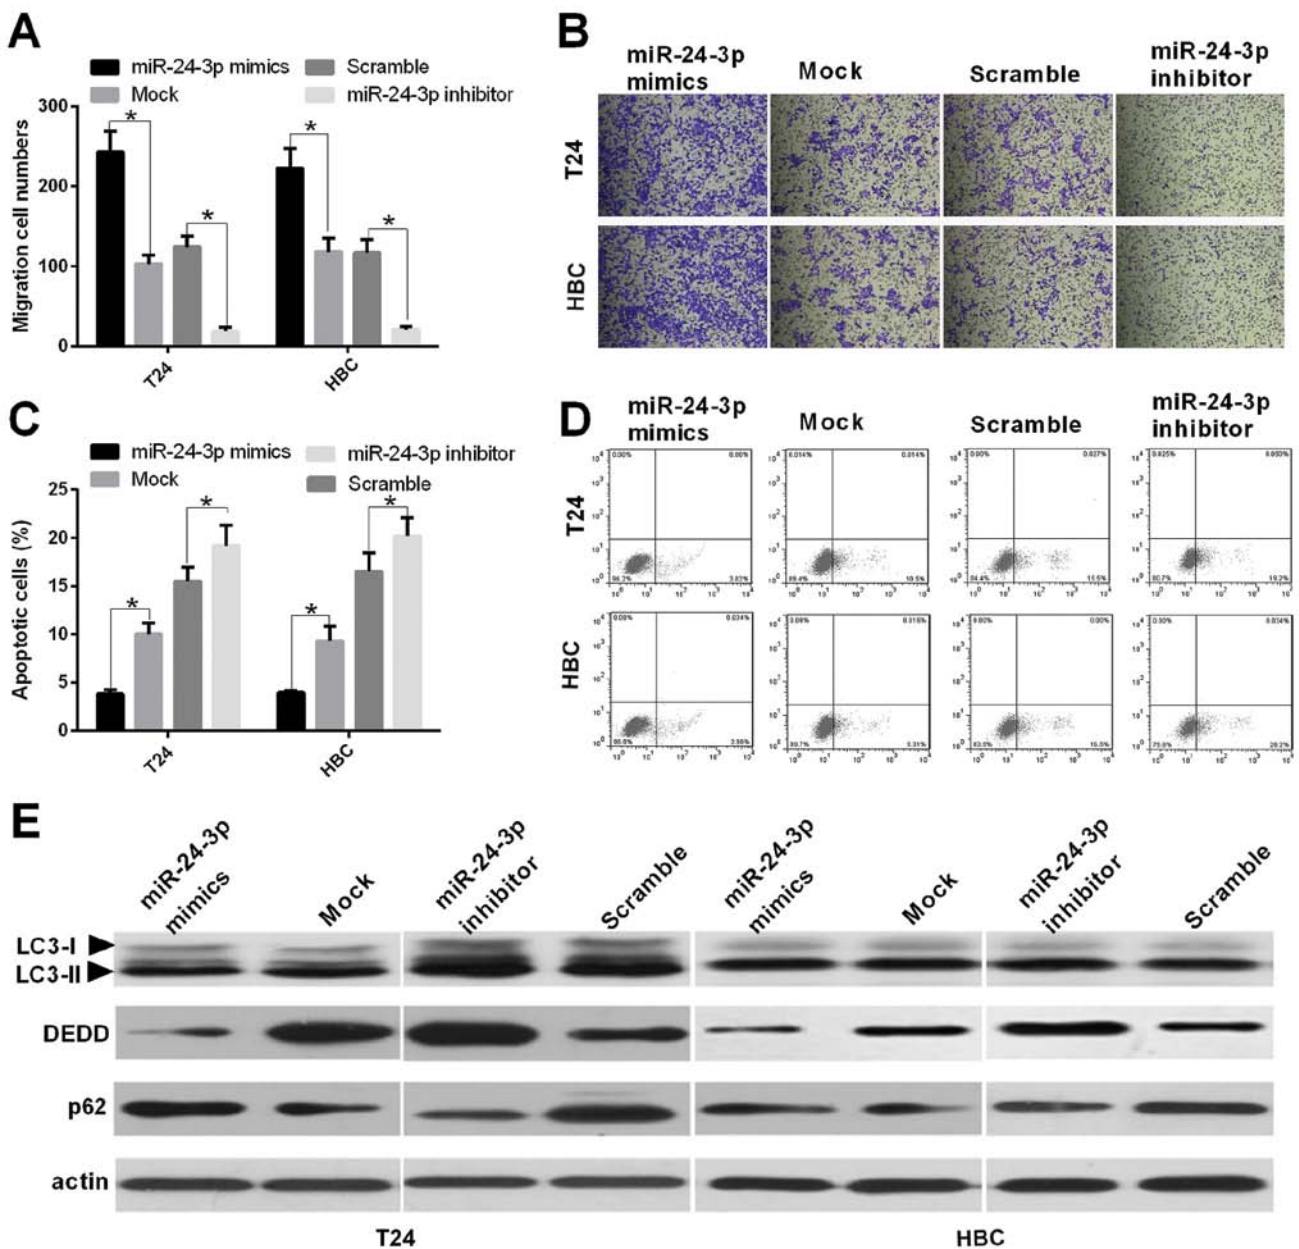 A
miR-24-3p mimics
Scramble
Mock
miR-24-3p inhibitor
Migration cell numbers
300
200
100
0
*
*
*
*
T24
HBC
B
miR-24-3p
mimics
Mock
Scramble
miR-24-3p
inhibitor
T24
HBC
C
miR-24-3p mimics
miR-24-3p inhibitor
Mock
Scramble
Apoptotic cells (%)
25
20
15
10
5
0
*
*
*
*
T24
HBC
D
miR-24-3p
mimics
Mock
Scramble
miR-24-3p
inhibitor
T24
HBC
E
miR-24-3p
mimics
Mock
miR-24-3p
inhibitor
Scramble
miR-24-3p
mimics
Mock
miR-24-3p
inhibitor
Scramble
LC3-I
LC3-II
DEDD
p62
actin
T24
HBC